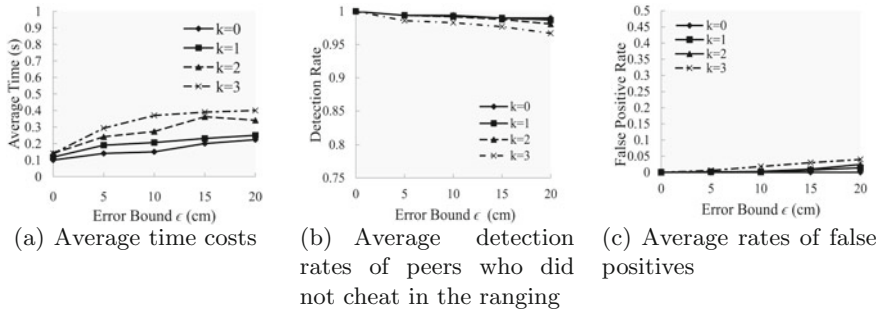 1
0.9
0.8
0.7
0.6
0.5
0.4
0.3
0.2
0.1
0
Average Time (s)
k=0
k=1
k=2
k=3
0 5 10 15 20
Error Bound ϵ (cm)
(a) Average time costs
1
0.95
0.9
0.85
0.8
0.75
Detection Rate
k=0
k=1
k=2
k=3
0 5 10 15 20
Error Bound ϵ (cm)
(b) Average detection
rates of peers who did
not cheat in the ranging
0.5
0.45
0.4
0.35
0.3
0.25
0.2
0.15
0.1
0.05
0
False Positive Rate
k=0
k=1
k=2
k=3
0 5 10 15 20
Error Bound ϵ (cm)
(c) Average rates of false
positives